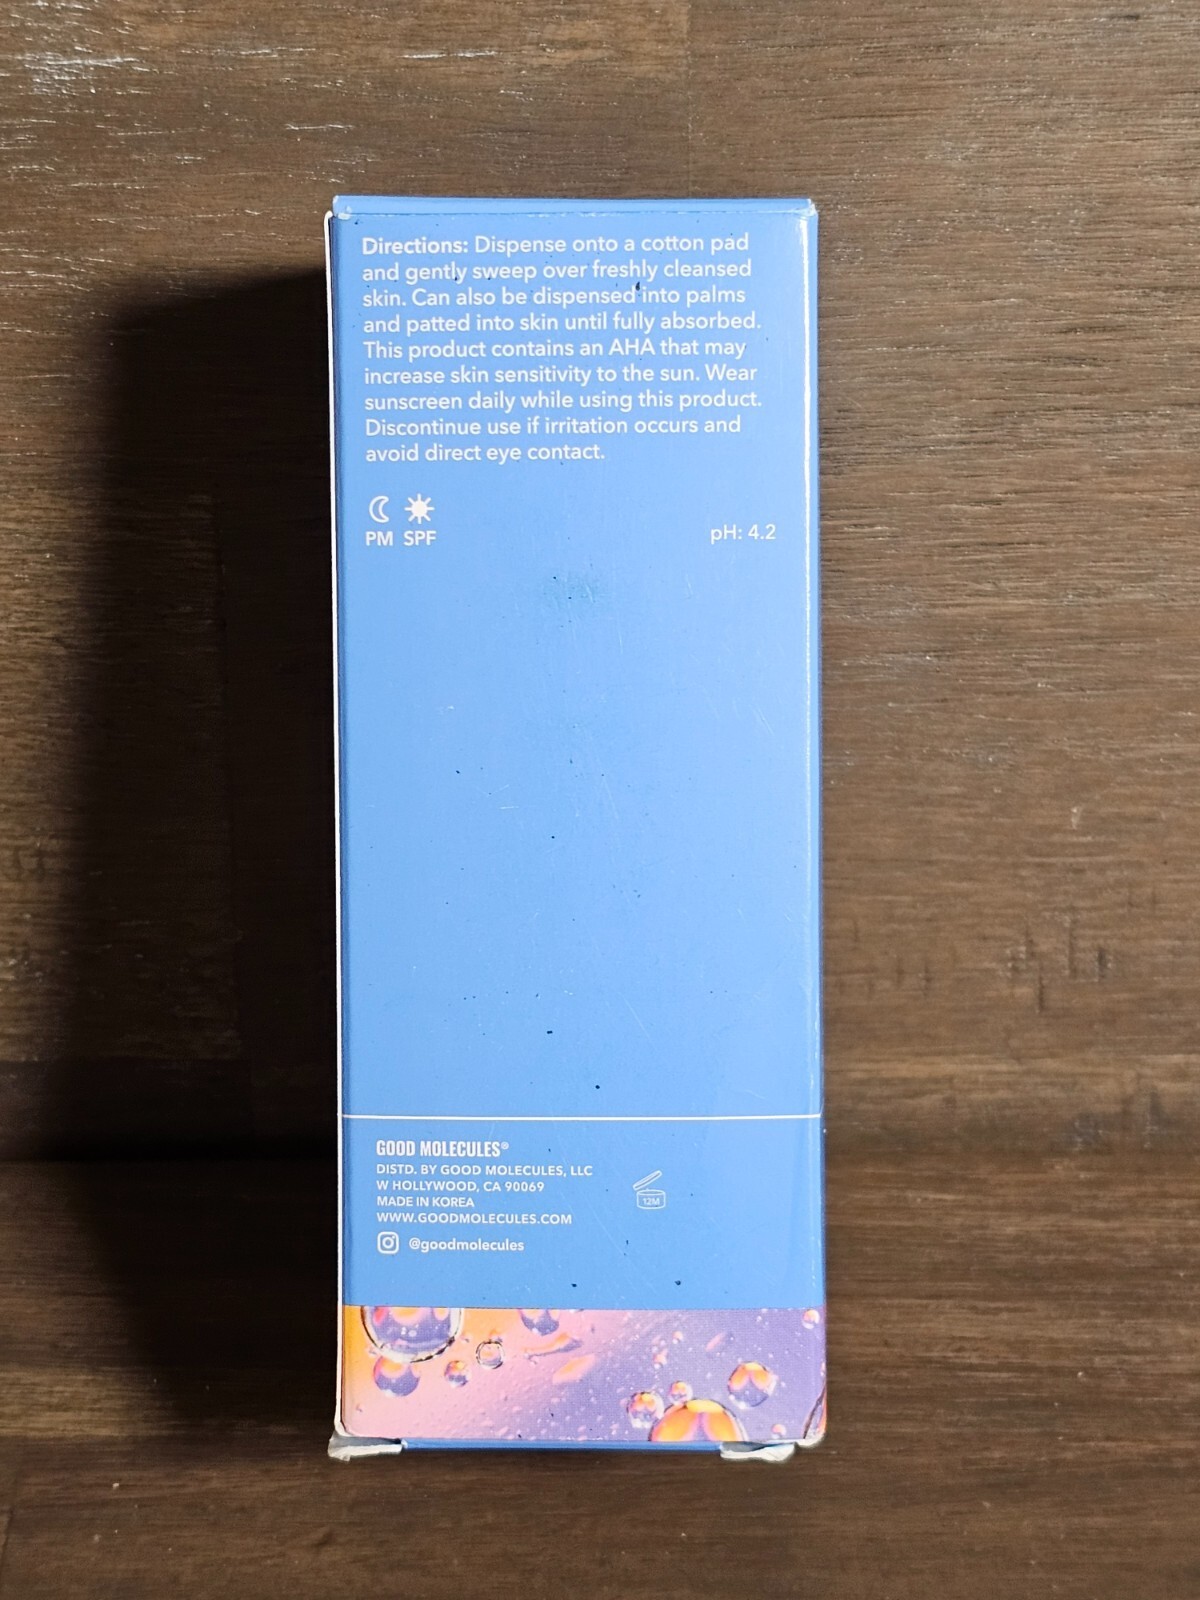 Directions: Dispense onto a cotton pad
and gently sweep over freshly cleansed
skin. Can also be dispensed into palms
and patted into skin until fully absorbed.
This product contains an AHA that may
increase skin sensitivity to the sun. Wear
sunscreen daily while using this product.
Discontinue use if irritation occurs and
avoid direct eye contact.
PM SPF
pH: 4.2
GOOD MOLECULES®
DISTD. BY GOOD MOLECULES, LLC
W HOLLYWOOD, CA 90069
MADE IN KOREA
WWW.GOODMOLECULES.COM
@goodmolecules
12M